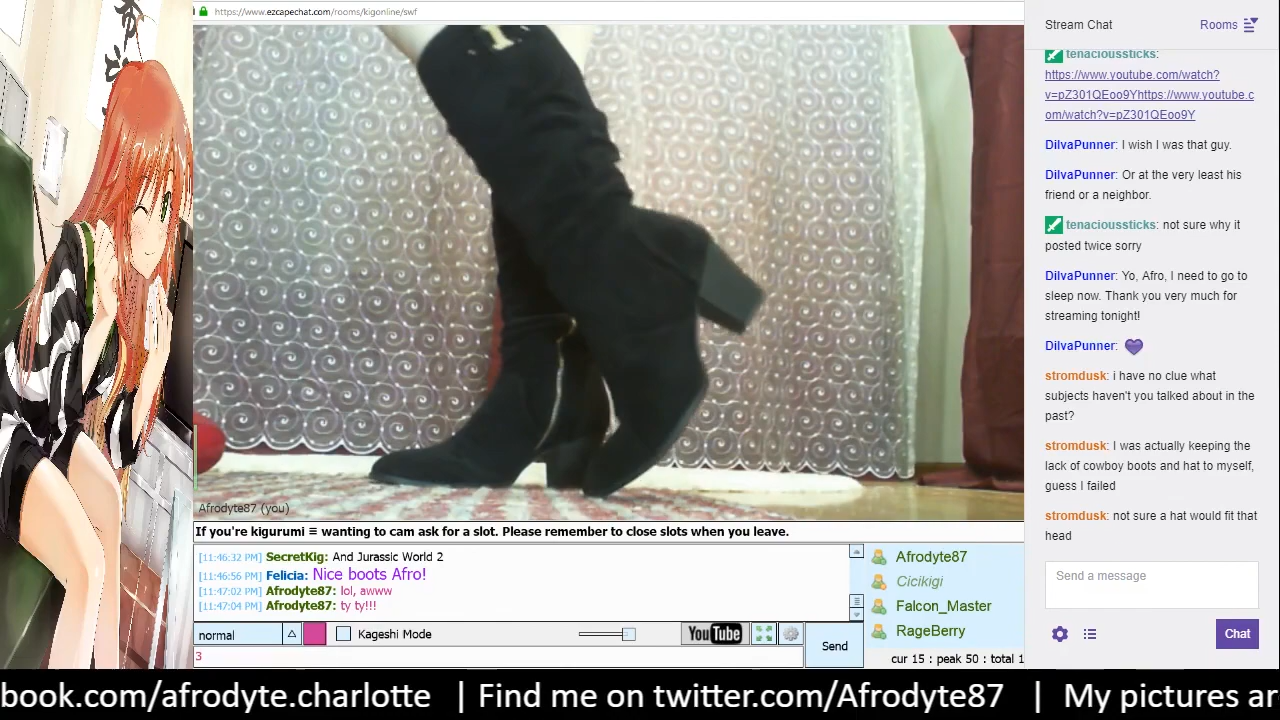 https://www.ezcapechat.com/rooms/kigonline/swf
Afrodyte87 (you)
If you're kigurumi ≡ wanting to cam ask for a slot. Please remember to close slots when you leave.
[11:46:32 PM] SecretKig: And Jurassic World 2
[11:46:56 PM] Felicia: Nice boots Afro!
[11:47:02 PM] Afrodyte87: lol, awww
[11:47:04 PM] Afrodyte87: ty ty!!!
normal
Kageshi Mode
YouTube
Send
3
Afrodyte87
Cicikigi
Falcon_Master
RageBerry
cur 15 : peak 50 : total 1
Stream Chat
Rooms
tenacioussticks:
https://www.youtube.com/watch?
v=pZ301QEoo9Yhttps://www.youtube.c
om/watch?v=pZ301QEoo9Y
DilvaPunner: I wish I was that guy.
DilvaPunner: Or at the very least his
friend or a neighbor.
tenacioussticks: not sure why it
posted twice sorry
DilvaPunner: Yo, Afro, I need to go to
sleep now. Thank you very much for
streaming tonight!
DilvaPunner:
stromdusk: i have no clue what
subjects haven't you talked about in the
past?
stromdusk: I was actually keeping the
lack of cowboy boots and hat to myself,
guess I failed
stromdusk: not sure a hat would fit that
head
Send a message
Chat
book.com/afrodyte.charlotte | Find me on twitter.com/Afrodyte87 | My pictures ar